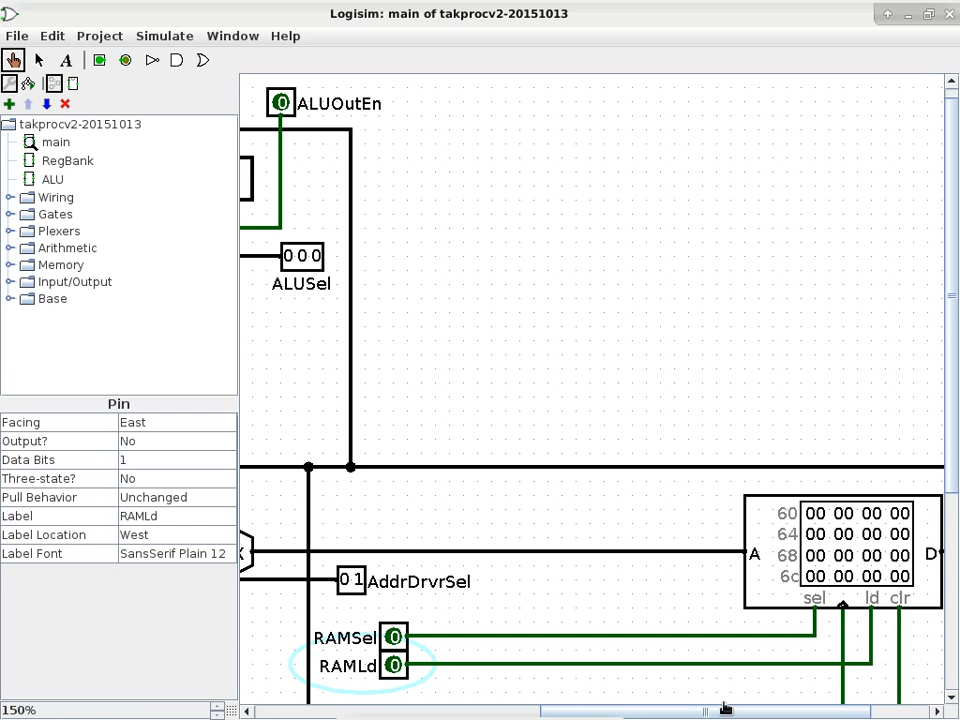 Logisim: main of takprocv2-20151013
File Edit Project Simulate Window Help
A
takprocv2-20151013
main
RegBank
ALU
Wiring
Gates
Plexers
Arithmetic
Memory
Input/Output
Base
Pin
Facing East
Output? No
Data Bits 1
Three-state? No
Pull Behavior Unchanged
Label RAMLd
Label Location West
Label Font SansSerif Plain 12
150%
0 ALUOutEn
0 0 0
ALUSel
60 00 00 00 00
64 00 00 00 00
A 68 00 00 00 00 D
6c 00 00 00 00
sel ld clr
0 1 AddrDrvrSel
RAMSel 0
RAMLd 0